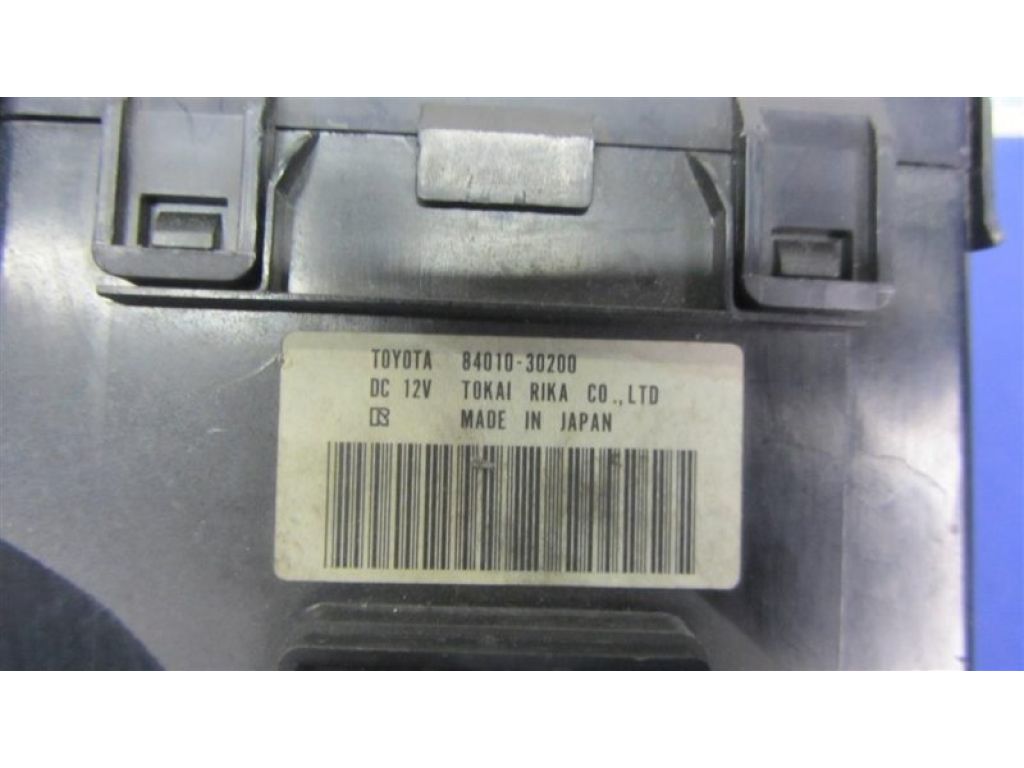 TOYOTA 84010-30200
DC 12V TOKAI RIKA CO.,LTD
R MADE IN JAPAN